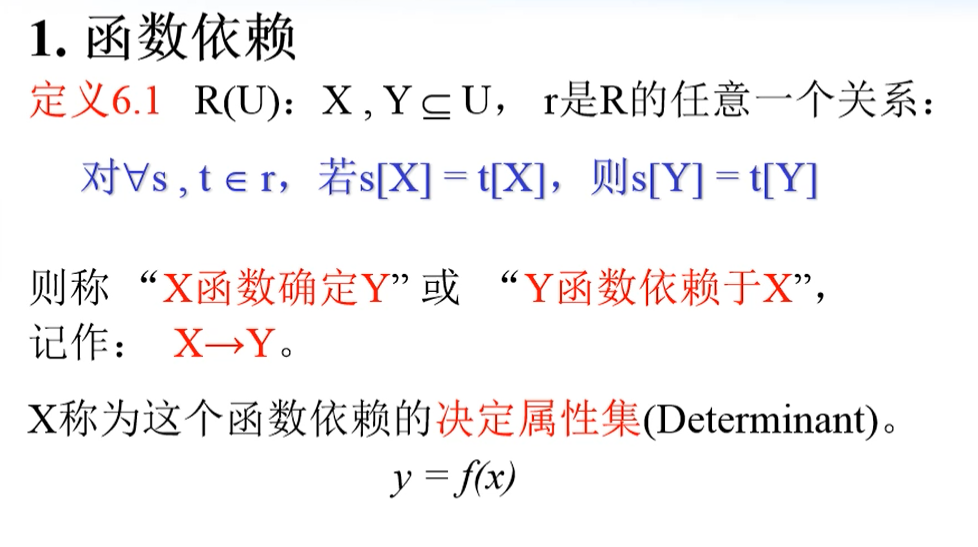 1. 函数依赖
定义6.1 R(U)：X , Y ⊆ U， r是R的任意一个关系：
对∀s , t ∈ r，若s[X] = t[X]，则s[Y] = t[Y]
则称 “X函数确定Y” 或 “Y函数依赖于X”，
记作： X→Y。
X称为这个函数依赖的决定属性集(Determinant)。
y = f(x)